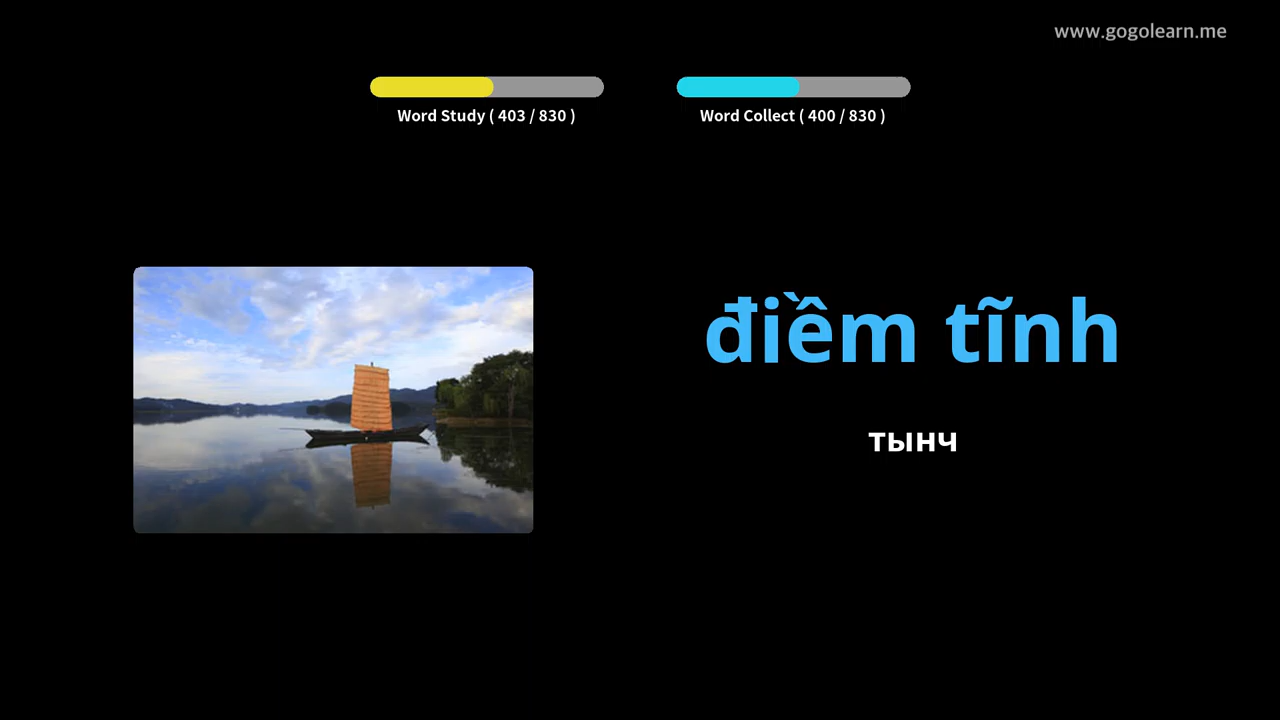 www.gogolearn.me
Word Study ( 403 / 830 )
Word Collect ( 400 / 830 )
điềm tĩnh
тынч